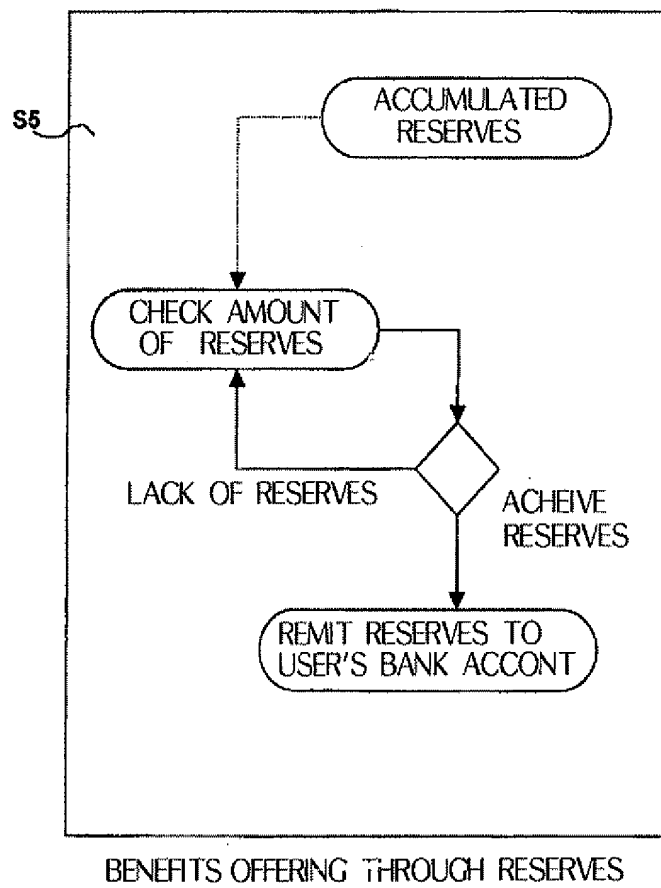 S5
ACCUMULATED
RESERVES
CHECK AMOUNT
OF RESERVES
LACK OF RESERVES
ACHEIVE
RESERVES
REMIT RESERVES TO
USER'S BANK ACCONT
BENEFITS OFFERING THROUGH RESERVES